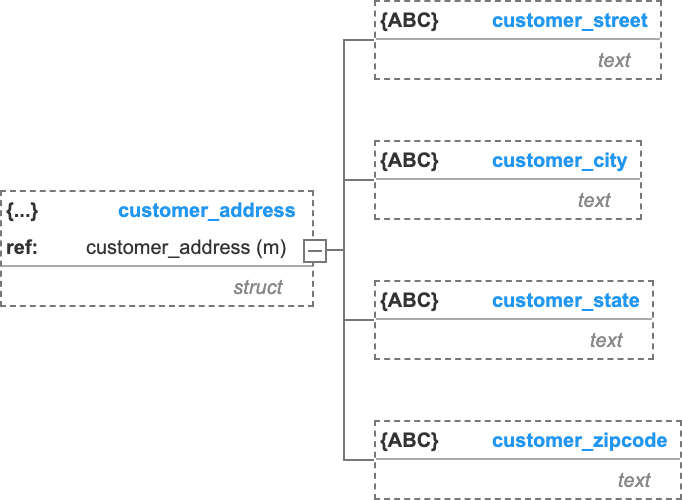 {ABC} customer_street
text
{ABC} customer_city
text
{...} customer_address
ref: customer_address (m)
struct
{ABC} customer_state
text
{ABC} customer_zipcode
text